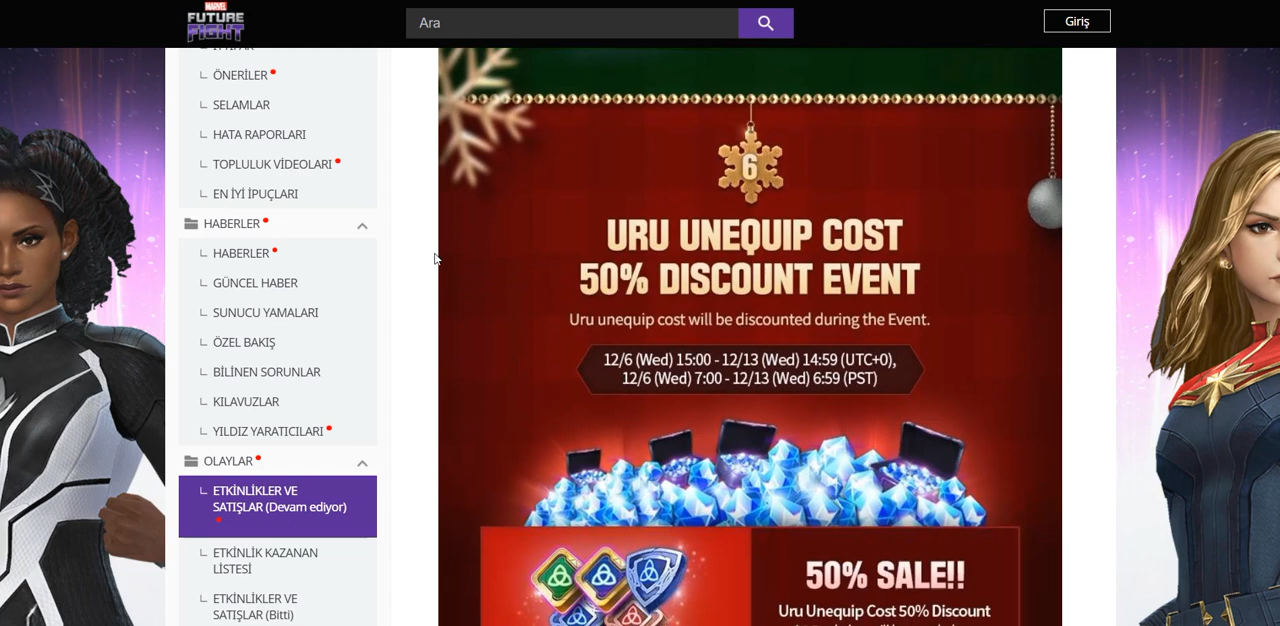 MARVEL
FUTURE
FIGHT
Ara
Giriş
ÖNERİLER
SELAMLAR
HATA RAPORLARI
TOPLULUK VİDEOLARI
EN İYİ İPUÇLARI
HABERLER
HABERLER
GÜNCEL HABER
SUNUCU YAMALARI
ÖZEL BAKIŞ
BİLİNEN SORUNLAR
KILAVUZLAR
YILDIZ YARATICILARI
OLAYLAR
ETKİNLİKLER VE
SATIŞLAR (Devam ediyor)
ETKİNLİK KAZANAN
LİSTESİ
ETKİNLİKLER VE
SATIŞLAR (Bitti)
6
URU UNEQUIP COST
50% DISCOUNT EVENT
Uru unequip cost will be discounted during the Event.
12/6 (Wed) 15:00 - 12/13 (Wed) 14:59 (UTC+0),
12/6 (Wed) 7:00 - 12/13 (Wed) 6:59 (PST)
50% SALE!!
Uru Unequip Cost 50% Discount